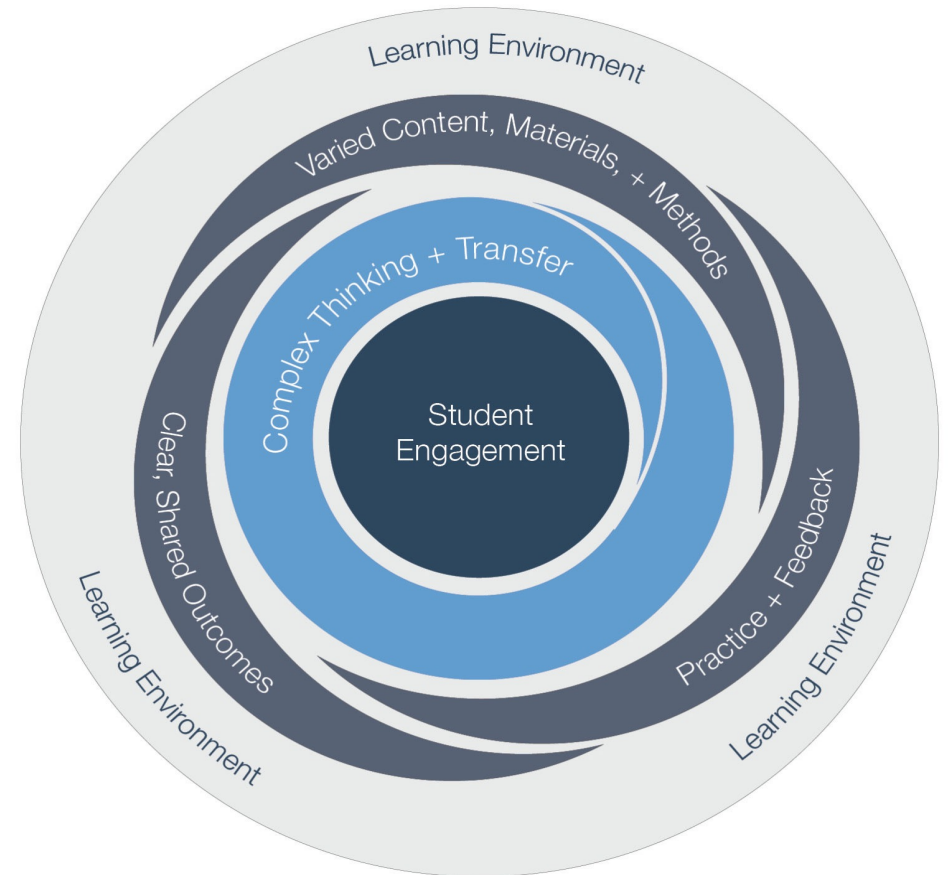 Learning Environment
Varied Content, Materials, + Methods
Complex Thinking + Transfer
Student
Engagement
Clear, Shared Outcomes
Practice + Feedback
Learning Environment
Learning Environment